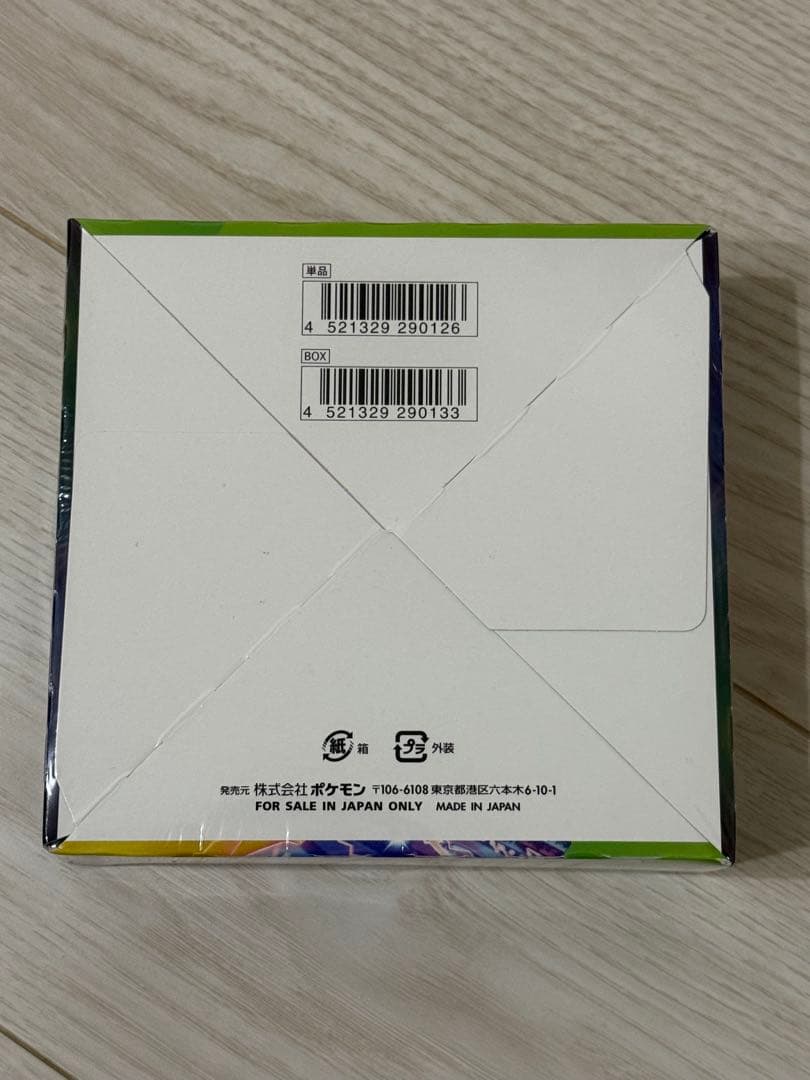 単品
4 521329 290126
BOX
4 521329 290133
紙 箱 プラ 外装
発売元 株式会社 ポケモン 〒106-6108 東京都港区六本木6-10-1
FOR SALE IN JAPAN ONLY MADE IN JAPAN